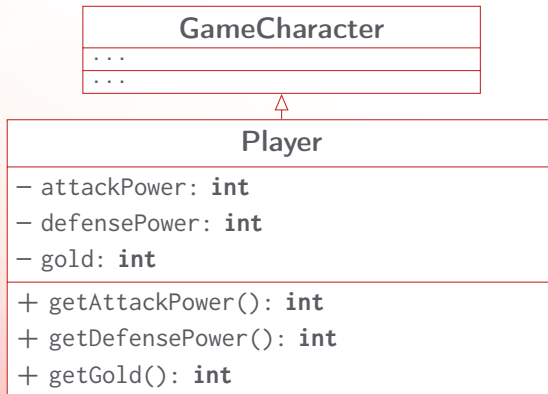 GameCharacter
...
...
Player
− attackPower: int
− defensePower: int
− gold: int
+ getAttackPower(): int
+ getDefensePower(): int
+ getGold(): int